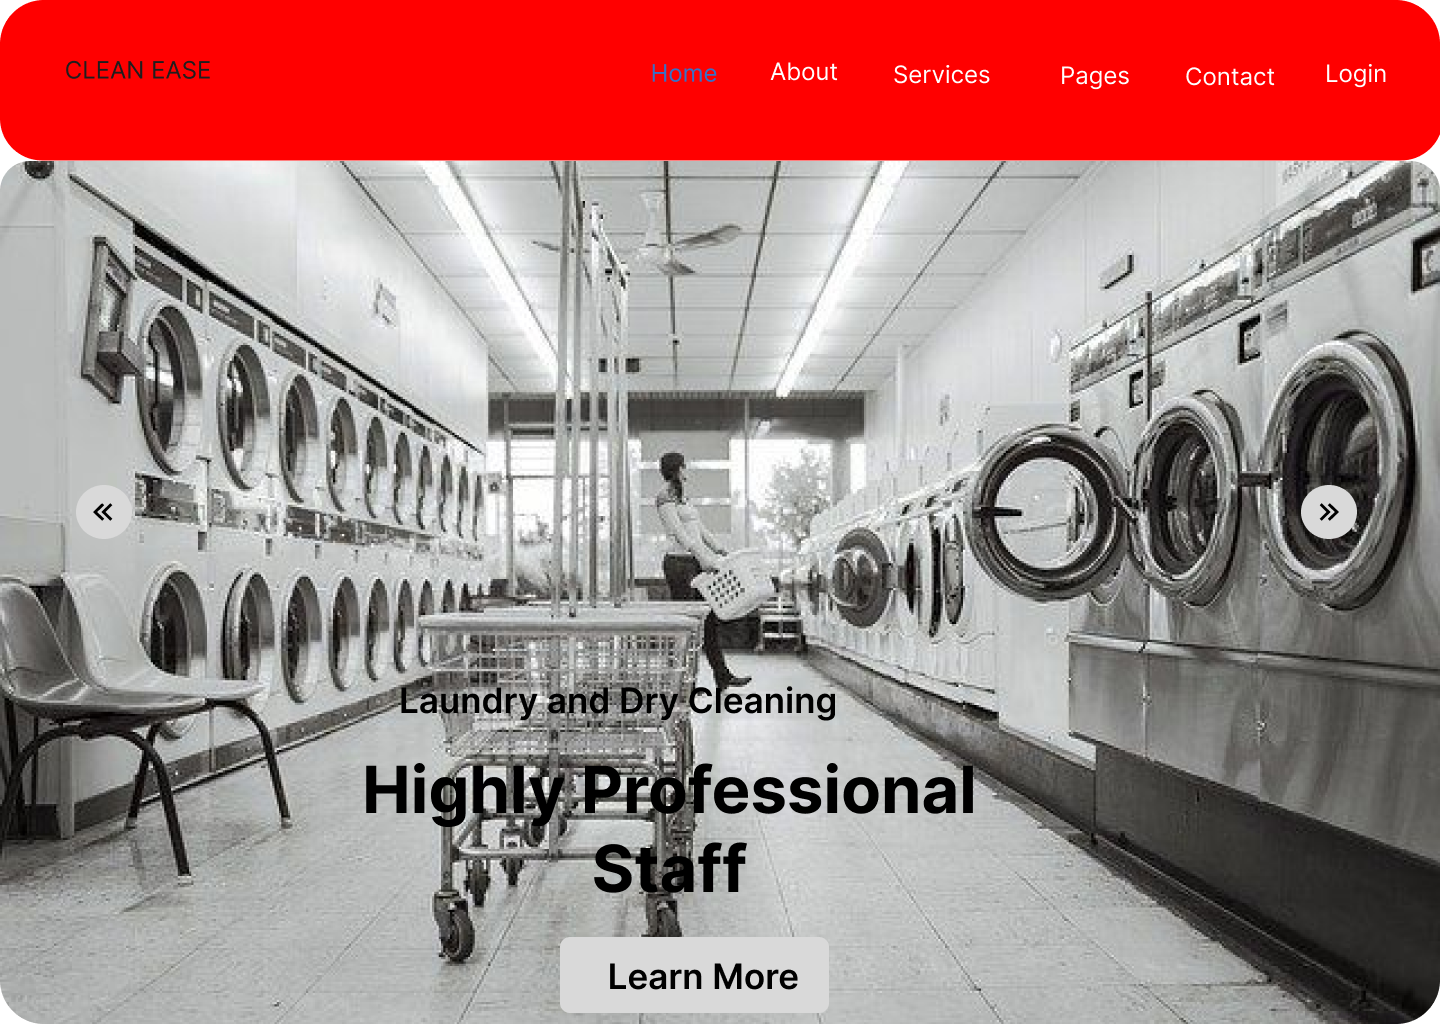 CLEAN EASE
Home
About
Services
Pages
Contact
Login
Laundry and Dry Cleaning
Highly Professional
Staff
Learn More